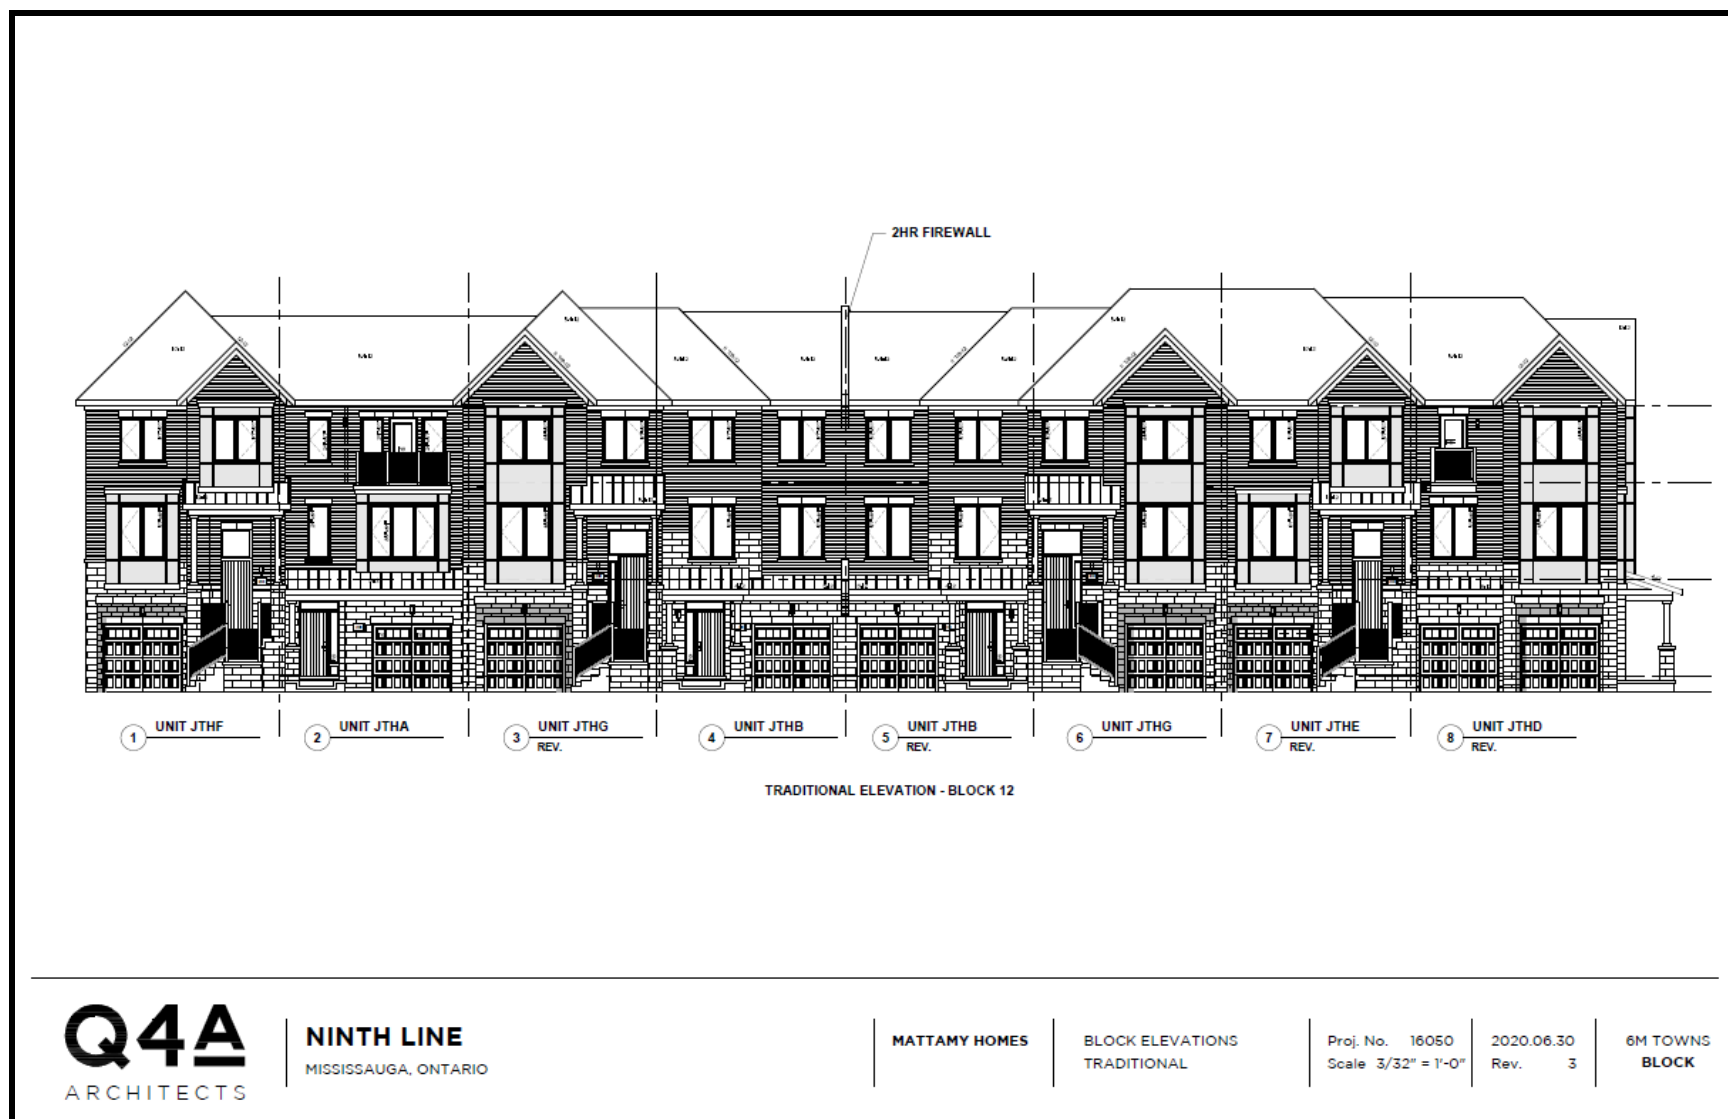 2HR FIREWALL
1 UNIT JTHF
2 UNIT JTHA
3 UNIT JTHG
REV.
4 UNIT JTHB
5 UNIT JTHB
REV.
6 UNIT JTHG
7 UNIT JTHE
REV.
8 UNIT JTHD
REV.
TRADITIONAL ELEVATION - BLOCK 12
Q4A
ARCHITECTS
NINTH LINE
MISSISSAUGA, ONTARIO
MATTAMY HOMES
BLOCK ELEVATIONS
TRADITIONAL
Proj. No. 16050
Scale 3/32" = 1'-0"
2020.06.30
Rev. 3
6M TOWNS
BLOCK